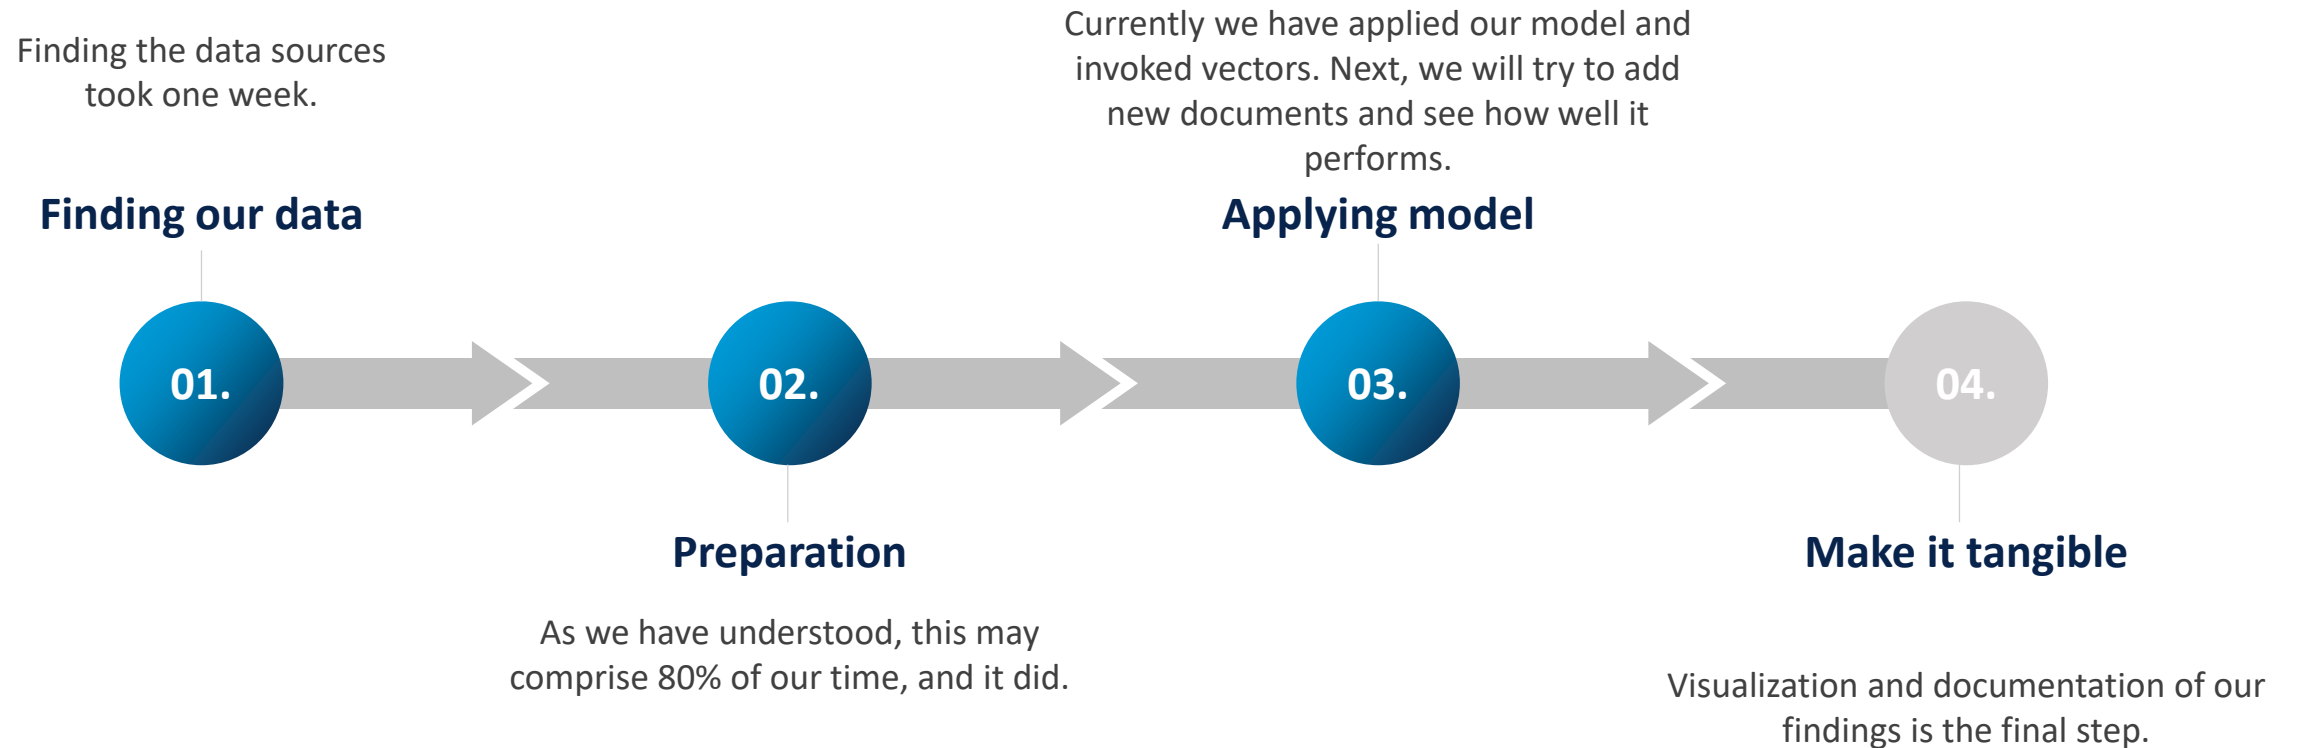 Finding the data sources
took one week.
Finding our data
01.
02.
Preparation
As we have understood, this may
comprise 80% of our time, and it did.
Currently we have applied our model and
invoked vectors. Next, we will try to add
new documents and see how well it
performs.
Applying model
03.
04.
Make it tangible
Visualization and documentation of our
findings is the final step.